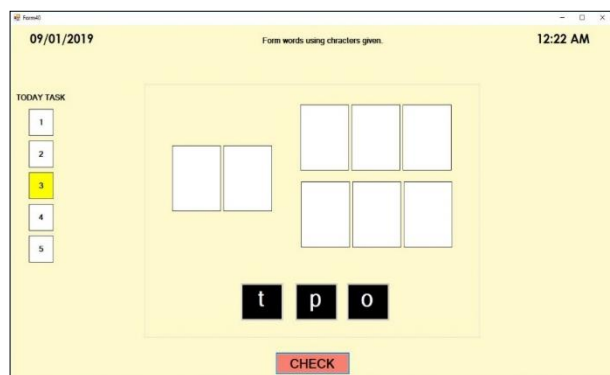 Form40
09/01/2019
Form words using chracters given.
12:22 AM
TODAY TASK
1
2
3
4
5
t p o
CHECK